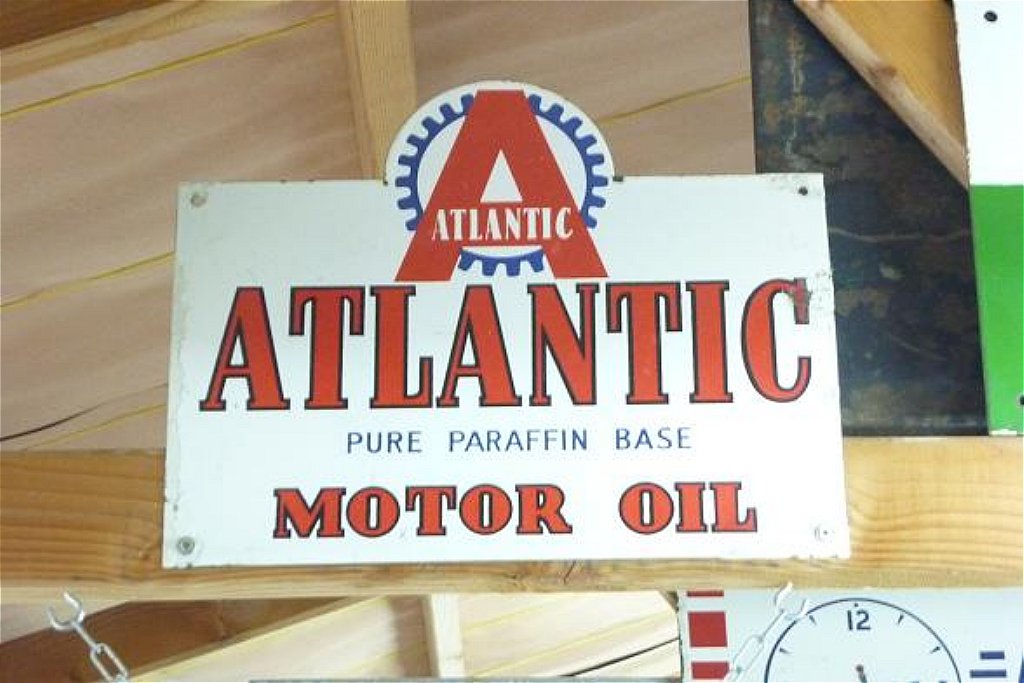 ATLANTIC
ATLANTIC
PURE PARAFFIN BASE
MOTOR OIL
12